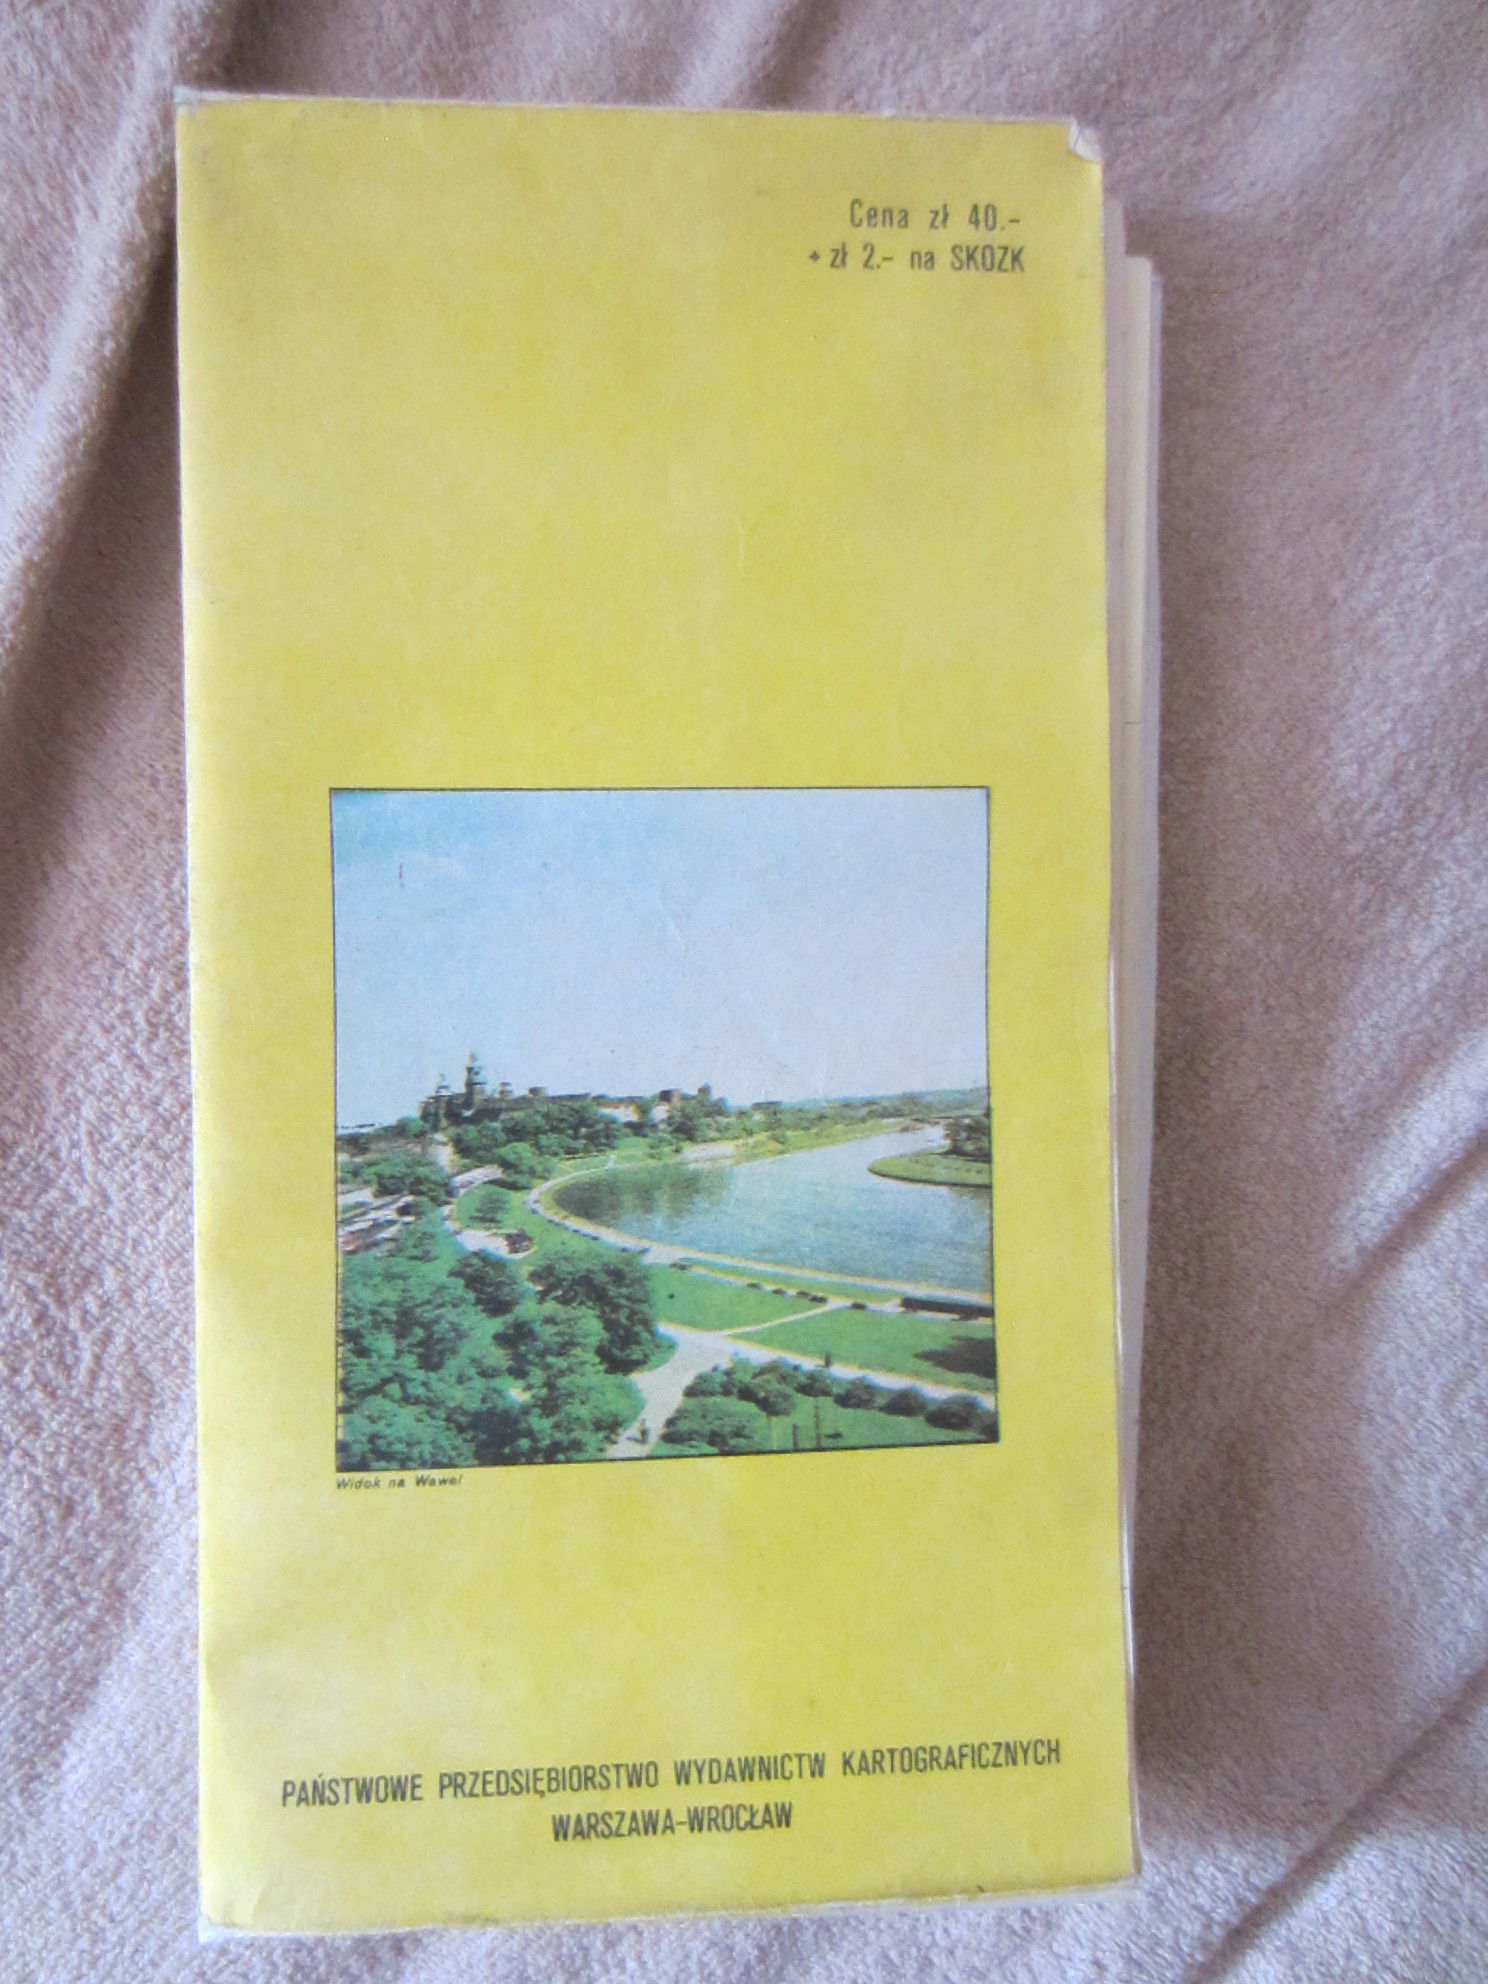 Cena zł 40.-
+ zł 2.- na SKOZK
Widok na Wawel
PAŃSTWOWE PRZEDSIĘBIORSTWO WYDAWNICTW KARTOGRAFICZNYCH
WARSZAWA-WROCŁAW